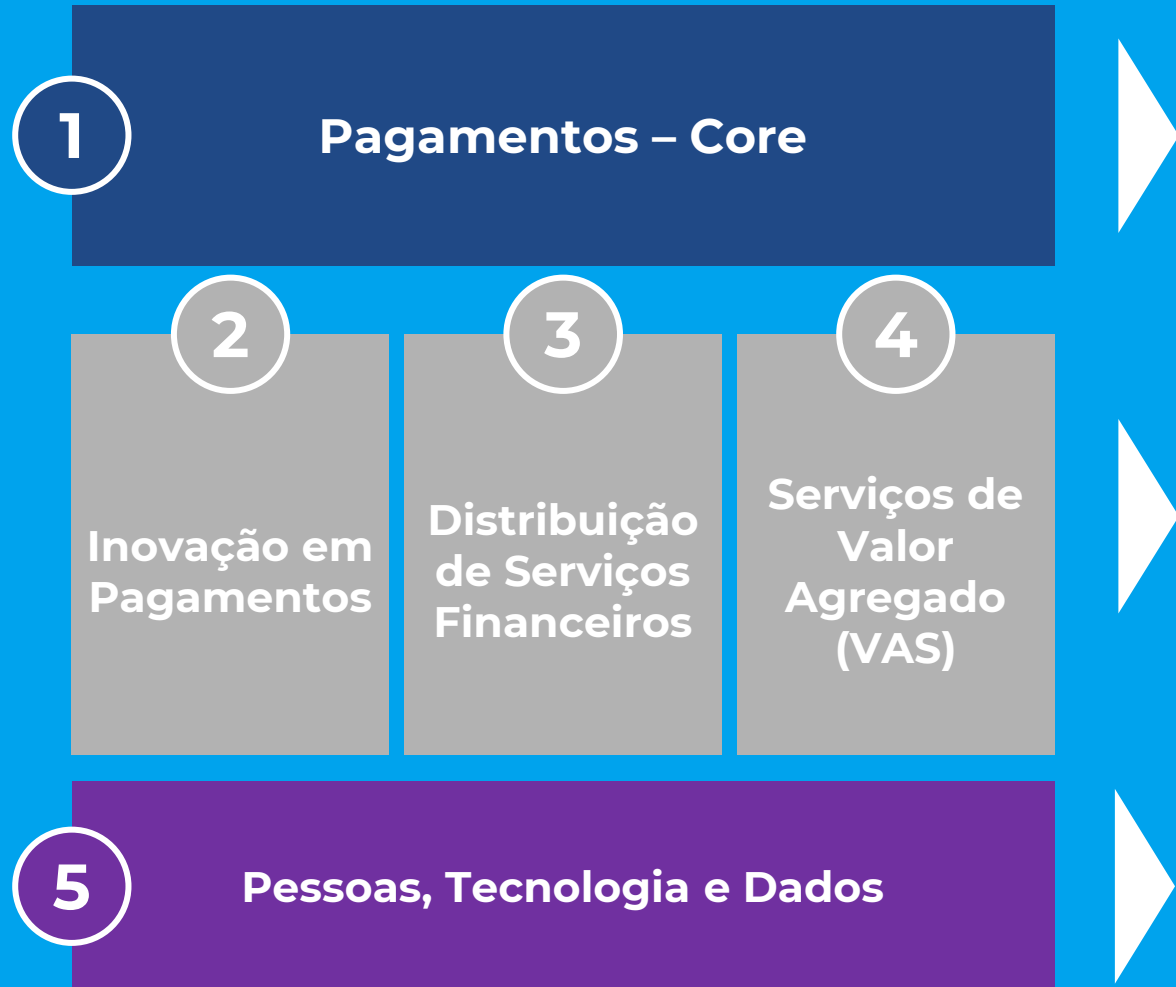 1
Pagamentos – Core
2
Inovação em
Pagamentos
3
Distribuição
de Serviços
Financeiros
4
Serviços de
Valor
Agregado
(VAS)
5
Pessoas, Tecnologia e Dados